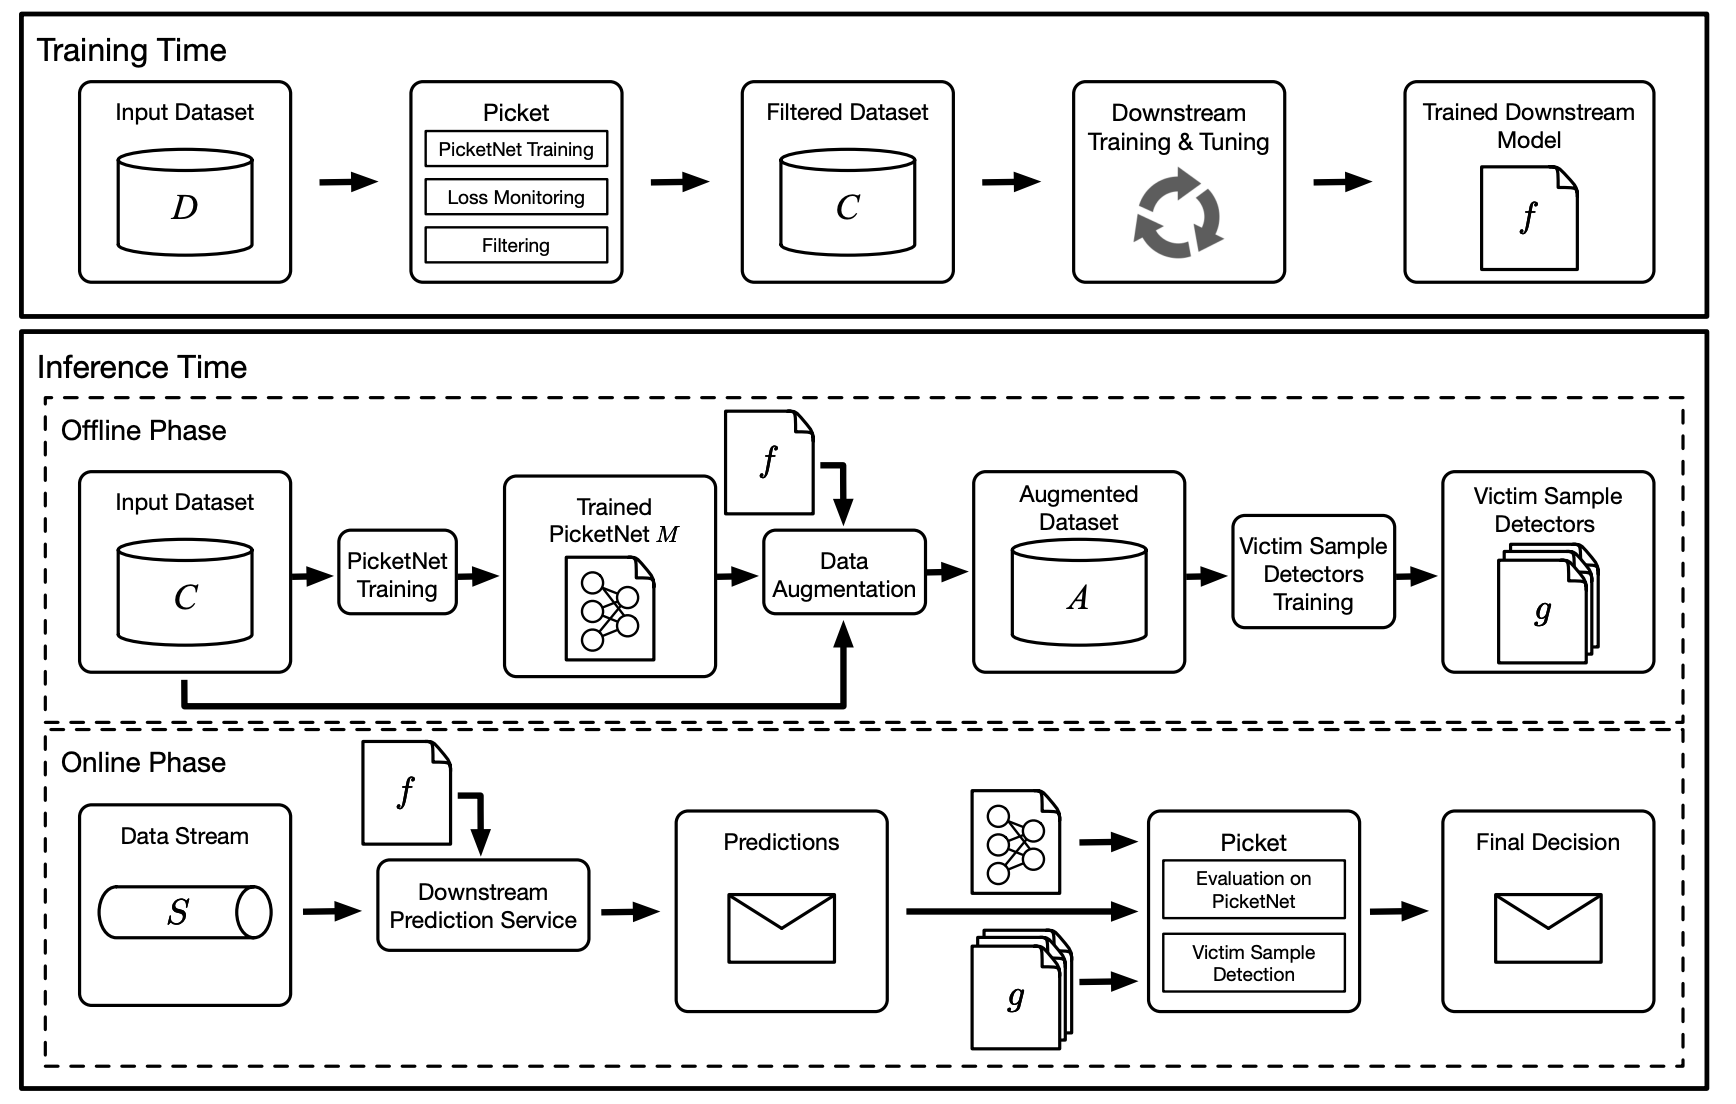 Training Time
Input Dataset
D
Picket
PicketNet Training
Loss Monitoring
Filtering
Filtered Dataset
C
Downstream
Training & Tuning
Trained Downstream
Model
f
Inference Time
Offline Phase
Input Dataset
C
PicketNet
Training
Trained
PicketNet M
f
Data
Augmentation
Augmented
Dataset
A
Victim Sample
Detectors
Training
Victim Sample
Detectors
g
Online Phase
Data Stream
S
f
Downstream
Prediction Service
Predictions
g
Picket
Evaluation on
PicketNet
Victim Sample
Detection
Final Decision